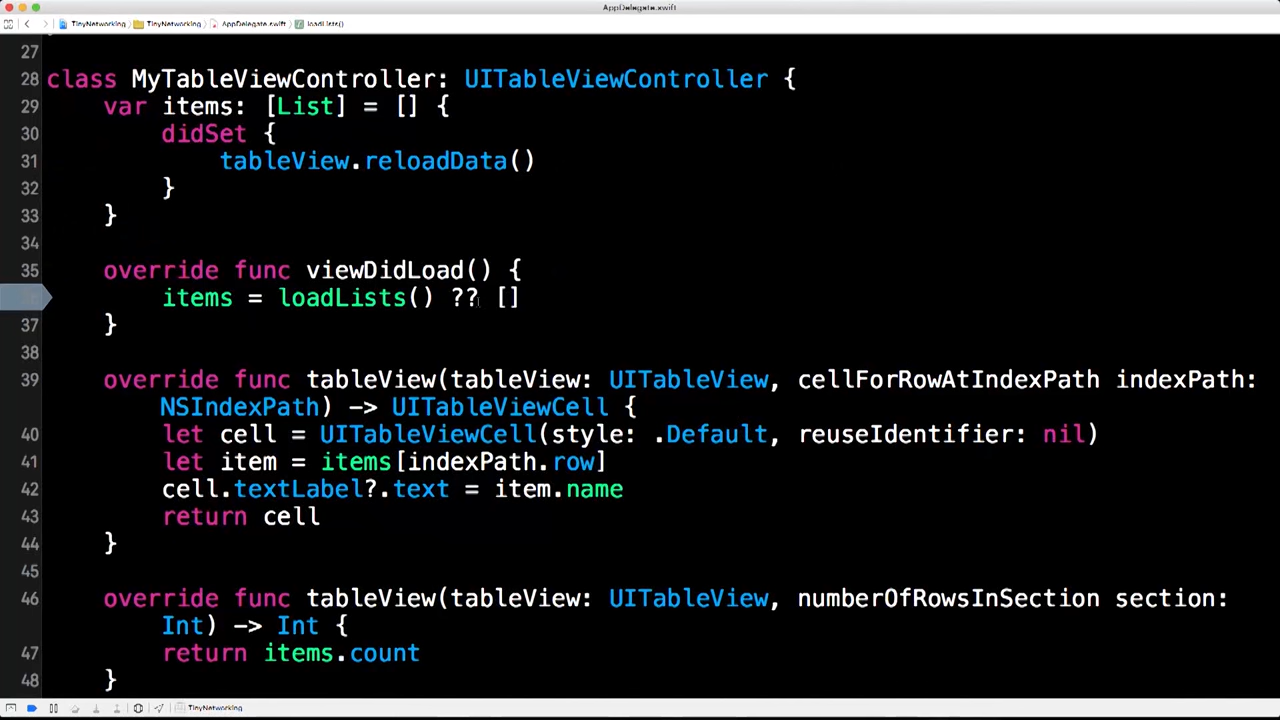 AppDelegate.swift
TinyNetworking TinyNetworking AppDelegate.swift loadLists()
27
28 class MyTableViewController: UITableViewController {
29 var items: [List] = [] {
30 didSet {
31 tableView.reloadData()
32 }
33 }
34
35 override func viewDidLoad() {
items = loadLists() ?? []
37 }
38
39 override func tableView(tableView: UITableView, cellForRowAtIndexPath indexPath:
NSIndexPath) -> UITableViewCell {
40 let cell = UITableViewCell(style: .Default, reuseIdentifier: nil)
41 let item = items[indexPath.row]
42 cell.textLabel?.text = item.name
43 return cell
44 }
45
46 override func tableView(tableView: UITableView, numberOfRowsInSection section:
Int) -> Int {
47 return items.count
48 }
TinyNetworking